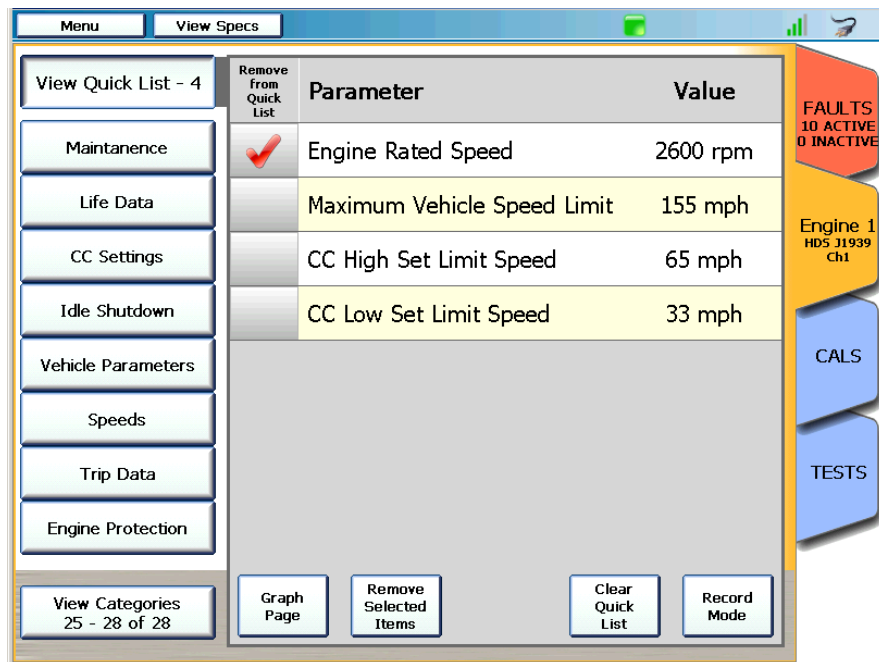 Menu
View Specs
View Quick List - 4
Remove
from
Quick
List
Parameter
Value
FAULTS
10 ACTIVE
0 INACTIVE
Maintanence
Engine Rated Speed
2600 rpm
Life Data
Maximum Vehicle Speed Limit
155 mph
Engine 1
HDS J1939
Ch1
CC Settings
CC High Set Limit Speed
65 mph
Idle Shutdown
CC Low Set Limit Speed
33 mph
Vehicle Parameters
CALS
Speeds
Trip Data
TESTS
Engine Protection
View Categories
25 - 28 of 28
Graph
Page
Remove
Selected
Items
Clear
Quick
List
Record
Mode